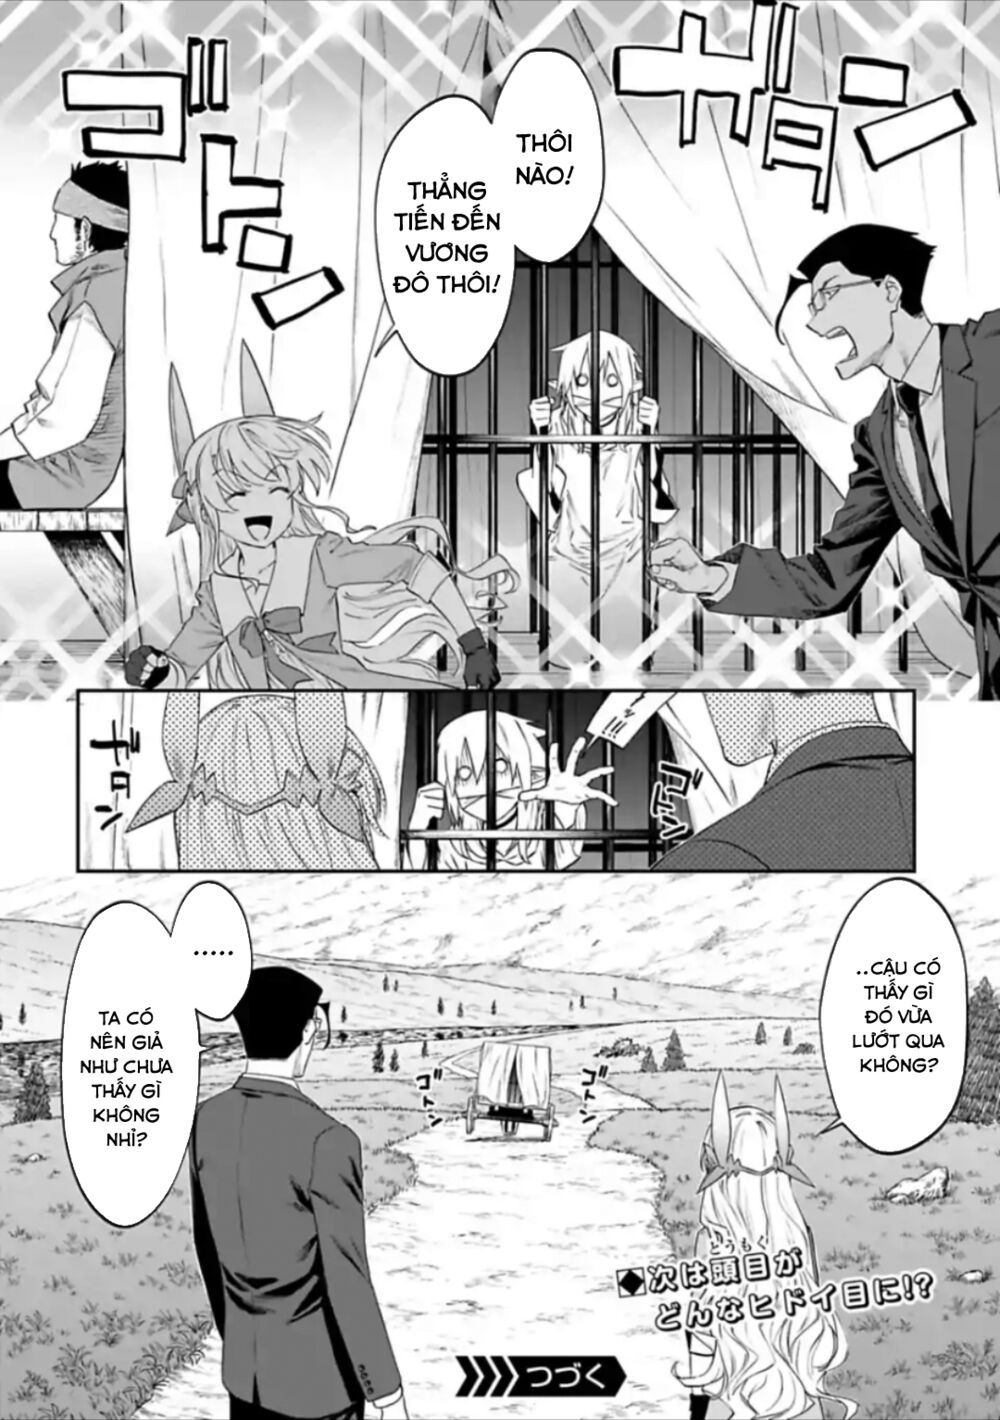 ガタン
ゴトン
THÔI
NÀO!
THẲNG
TIẾN ĐẾN
VƯƠNG
ĐÔ THÔI!
ゴトン
ガタン
..CẬU CÓ
THẤY GÌ
ĐÓ VỪA
LƯỚT QUA
KHÔNG?
.....
TA CÓ
NÊN GIẢ
NHƯ CHƯA
THẤY GÌ
KHÔNG
NHỈ?
ゴトン
ゴトン
とうもく
◆次は頭目が
どんなヒドイ目に!?
つづく